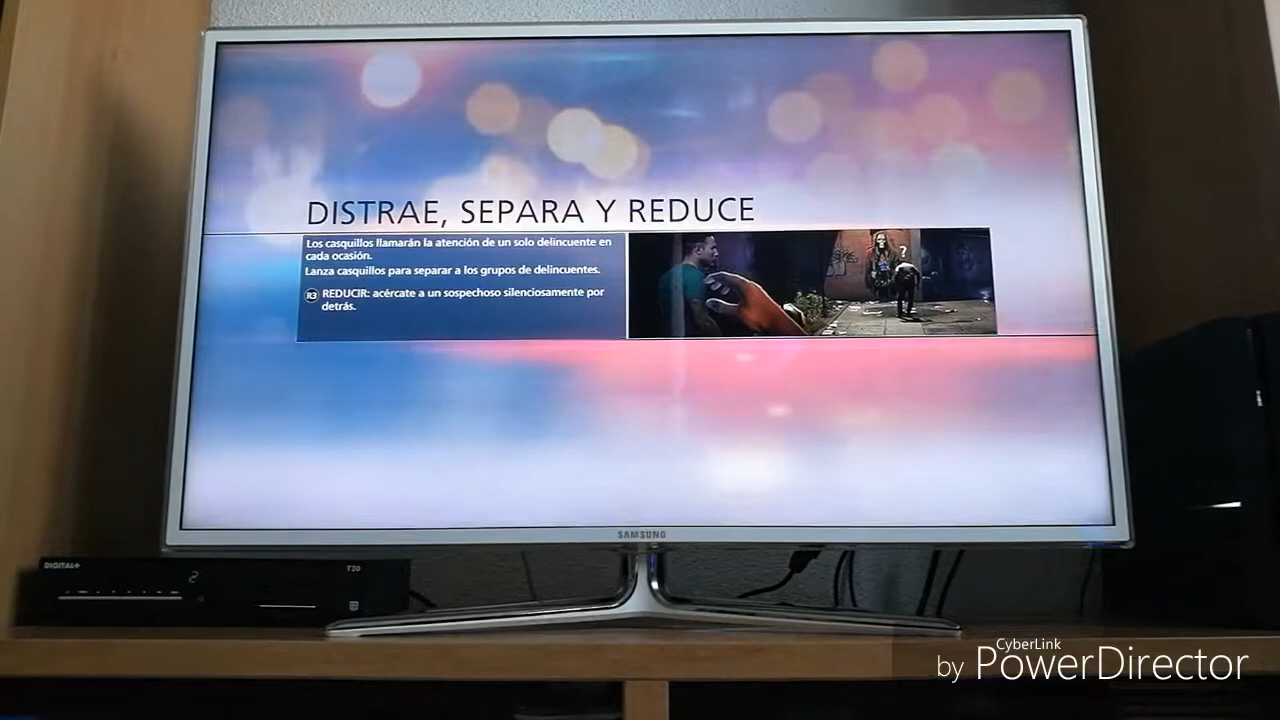 DISTRAE, SEPARA Y REDUCE
Los casquillos llamarán la atención de un solo delincuente en
cada ocasión.
Lanza casquillos para separar a los grupos de delincuentes.
R3 REDUCIR: acércate a un sospechoso silenciosamente por
detrás.
?
SAMSUNG
DIGITAL+
2
T20
CyberLink
by PowerDirector